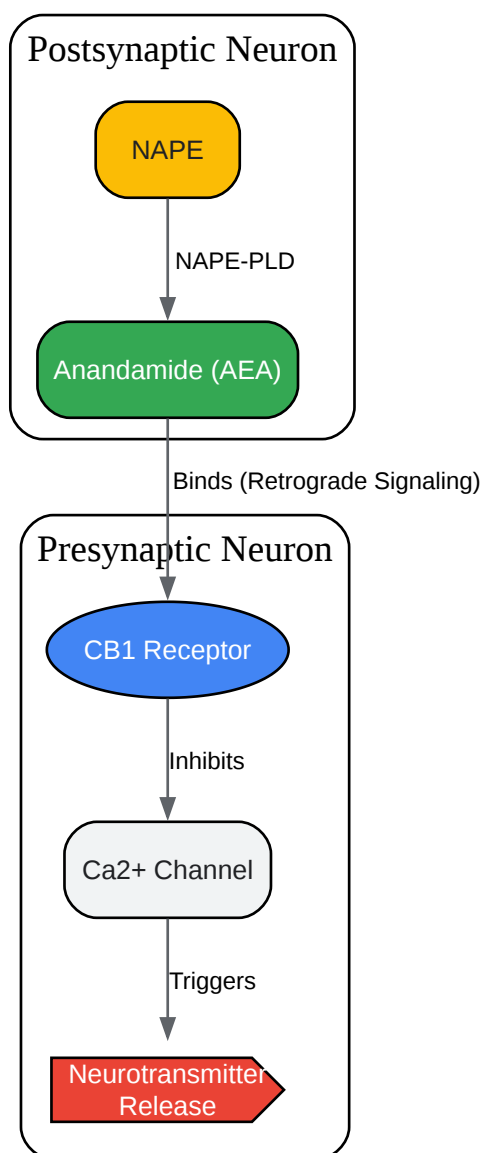 Postsynaptic Neuron
NAPE
NAPE-PLD
Anandamide (AEA)
Binds (Retrograde Signaling)
Presynaptic Neuron
CB1 Receptor
Inhibits
Ca2+ Channel
Triggers
Neurotransmitter
Release